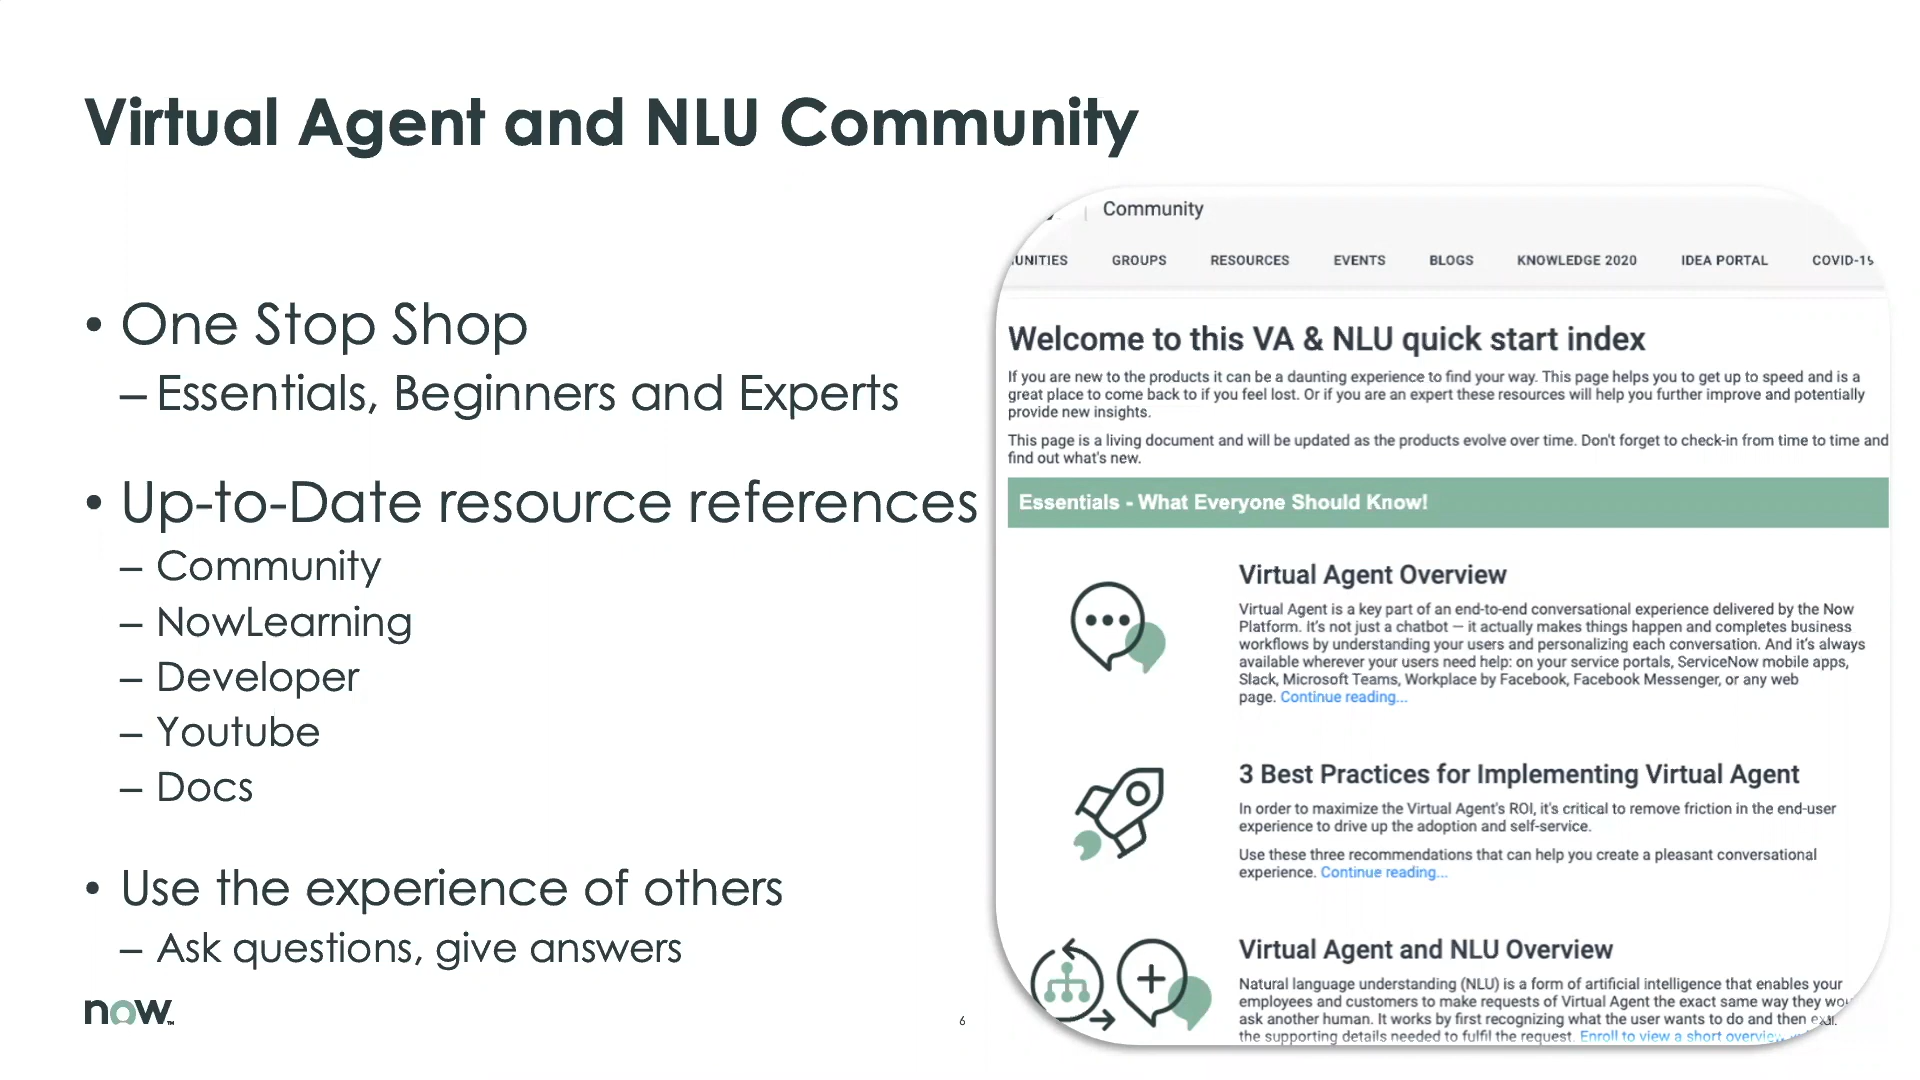 Virtual Agent and NLU Community
• One Stop Shop
– Essentials, Beginners and Experts
• Up-to-Date resource references
– Community
– NowLearning
– Developer
– Youtube
– Docs
• Use the experience of others
– Ask questions, give answers
now™
6
Community
UNITIES GROUPS RESOURCES EVENTS BLOGS KNOWLEDGE 2020 IDEA PORTAL COVID-19
Welcome to this VA & NLU quick start index
If you are new to the products it can be a daunting experience to find your way. This page helps you to get up to speed and is a
great place to come back to if you feel lost. Or if you are an expert these resources will help you further improve and potentially
provide new insights.
This page is a living document and will be updated as the products evolve over time. Don't forget to check-in from time to time and
find out what's new.
Essentials - What Everyone Should Know!
Virtual Agent Overview
Virtual Agent is a key part of an end-to-end conversational experience delivered by the Now
Platform. It's not just a chatbot — it actually makes things happen and completes business
workflows by understanding your users and personalizing each conversation. And it's always
available wherever your users need help: on your service portals, ServiceNow mobile apps,
Slack, Microsoft Teams, Workplace by Facebook, Facebook Messenger, or any web
page. Continue reading...
3 Best Practices for Implementing Virtual Agent
In order to maximize the Virtual Agent's ROI, it's critical to remove friction in the end-user
experience to drive up the adoption and self-service.
Use these three recommendations that can help you create a pleasant conversational
experience. Continue reading...
Virtual Agent and NLU Overview
Natural language understanding (NLU) is a form of artificial intelligence that enables your
employees and customers to make requests of Virtual Agent the exact same way they
ask another human. It works by first recognizing what the user wants to do and then
the supporting details needed to fulfil the request. Enroll to view a short overview